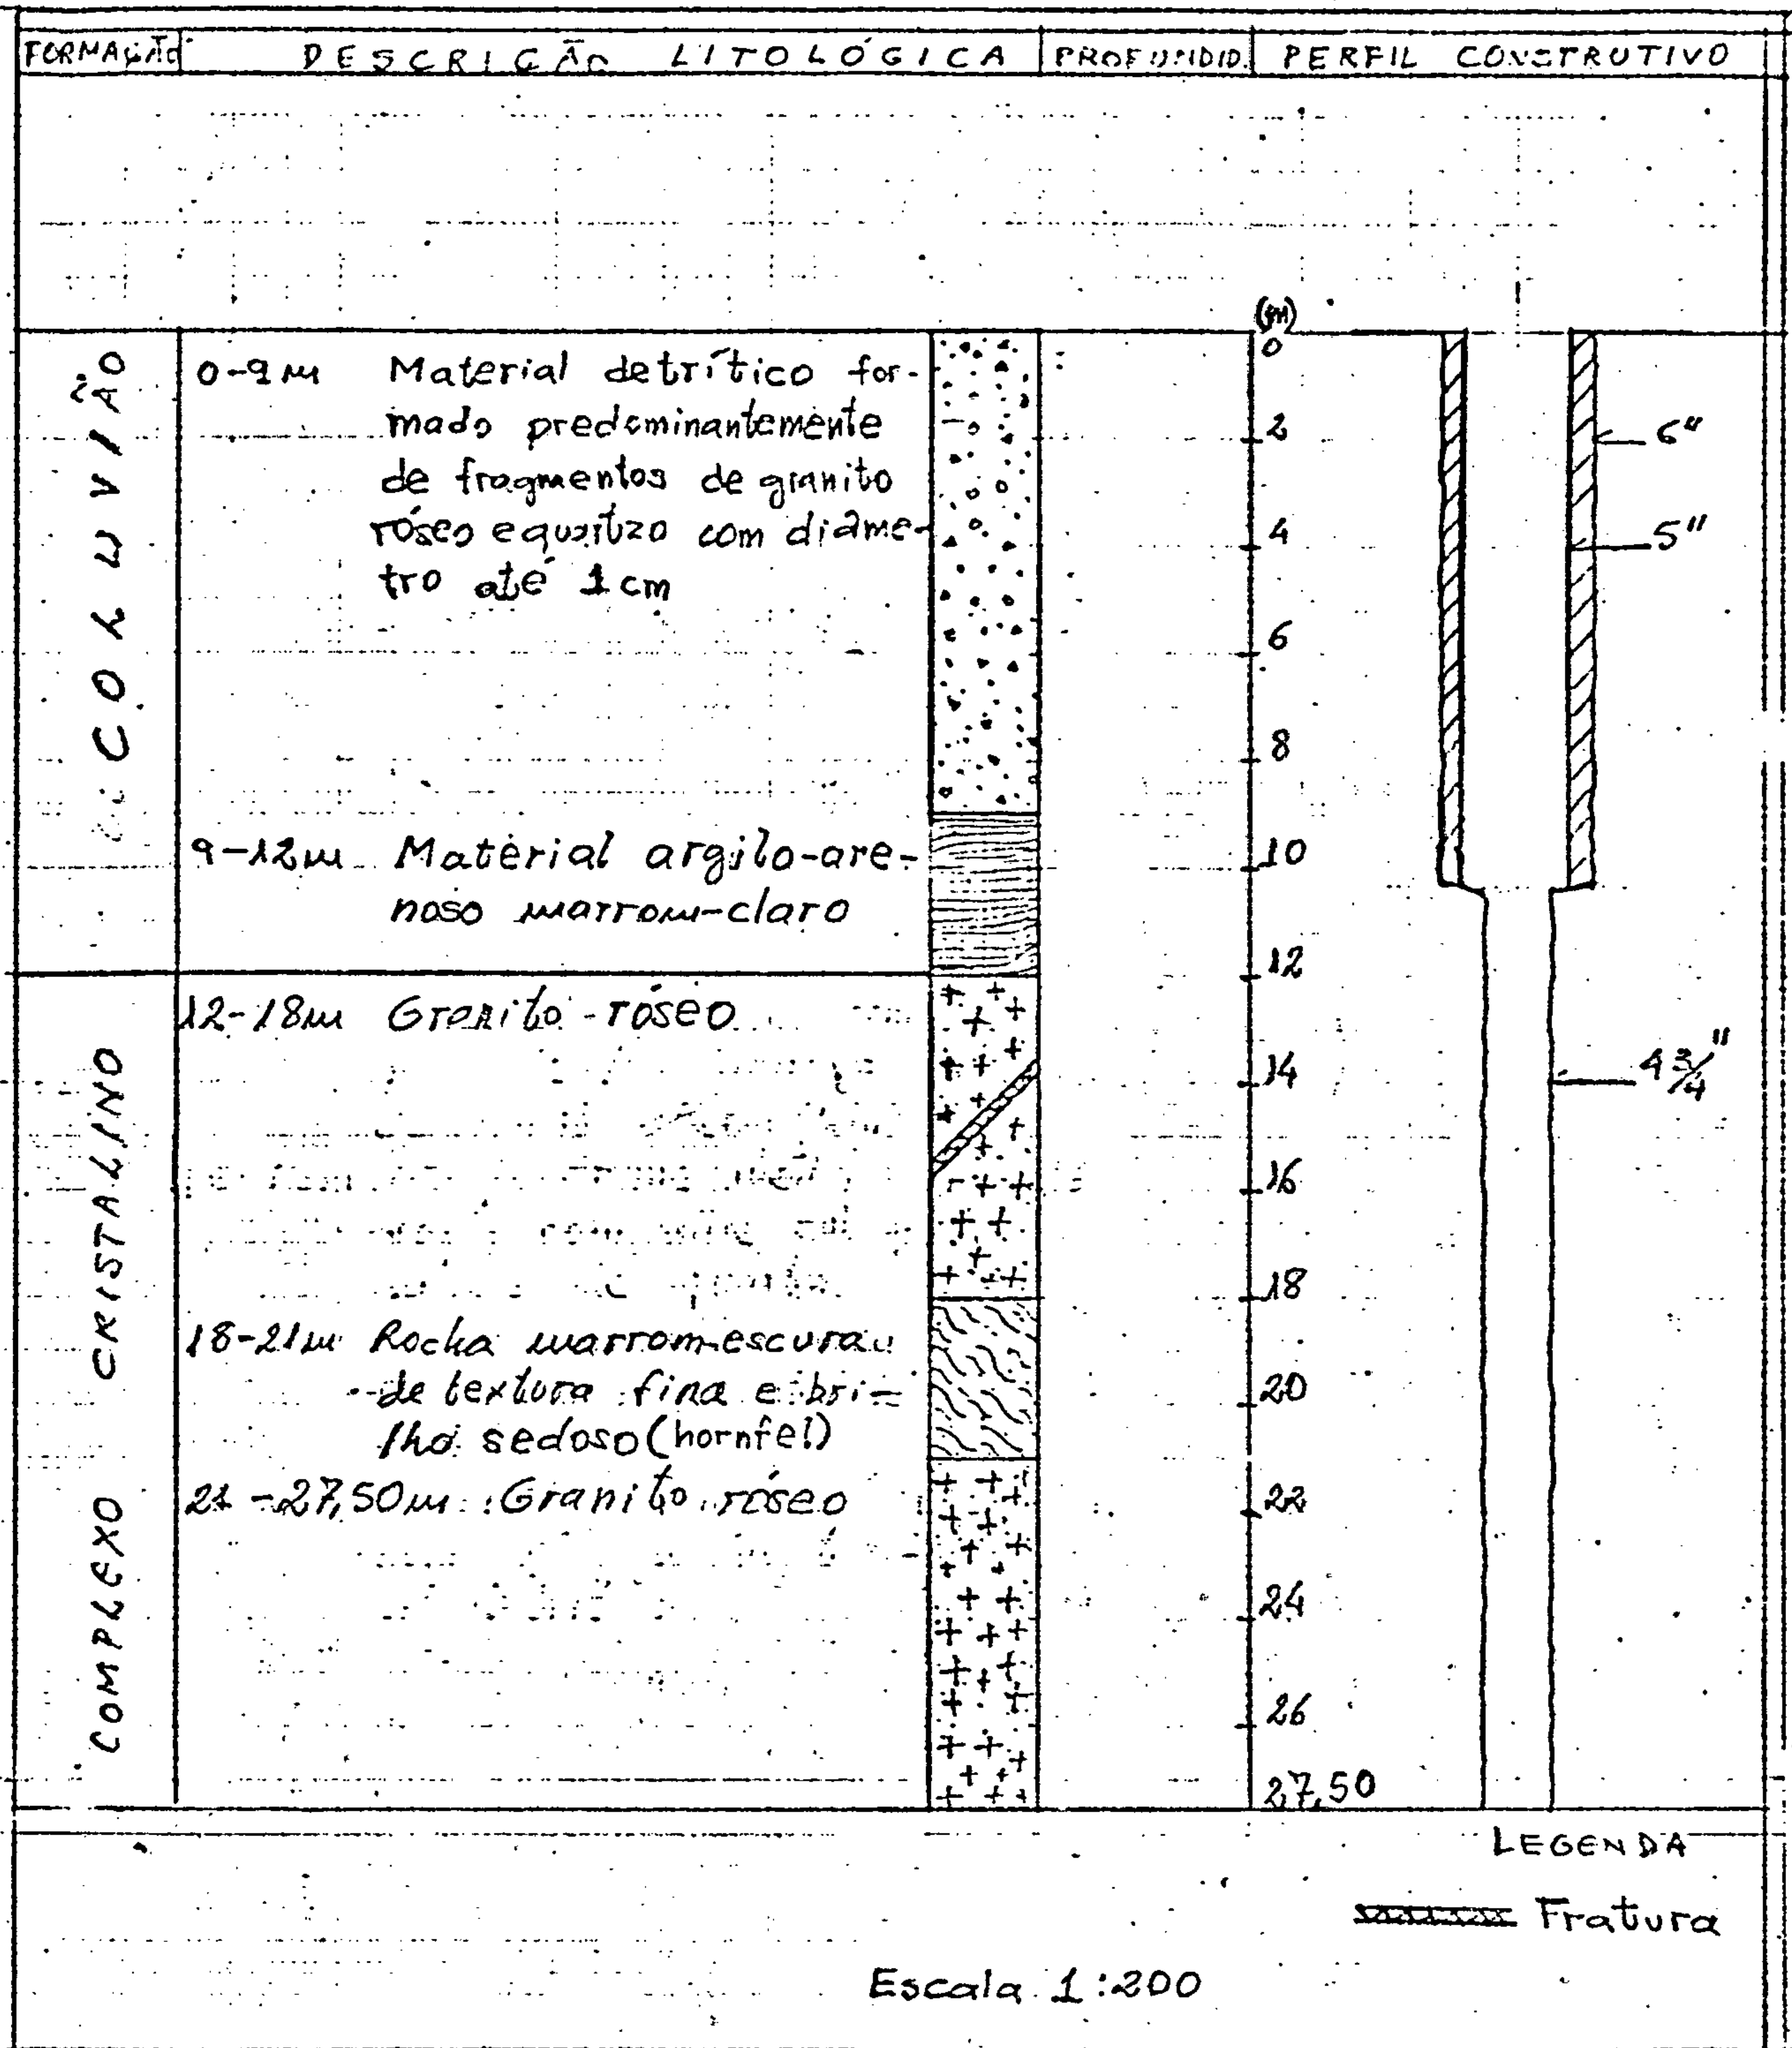 FORMAÇÃO DESCRIÇÃO LITOLÓGICA PROFUNDID. PERFIL CONSTRUTIVO
(m)
COLUVIÃO
0-9m Material detrítico for-
mado predominantemente
de fragmentos de granito
róseo e quartzo com diâme-
tro até 1cm
9-12m Material argilo-are-
noso marrom-claro
COMPLEXO CRISTALINO
12-18m Granito róseo
18-21m Rocha marrom-escura
de textura fina e bri-
lho sedoso (hornfel)
21-27,50m Granito róseo
0
2
4
6
8
10
12
14
16
18
20
22
24
26
27,50
6"
5"
4 3/4"
LEGENDA
Fratura
Escala 1:200